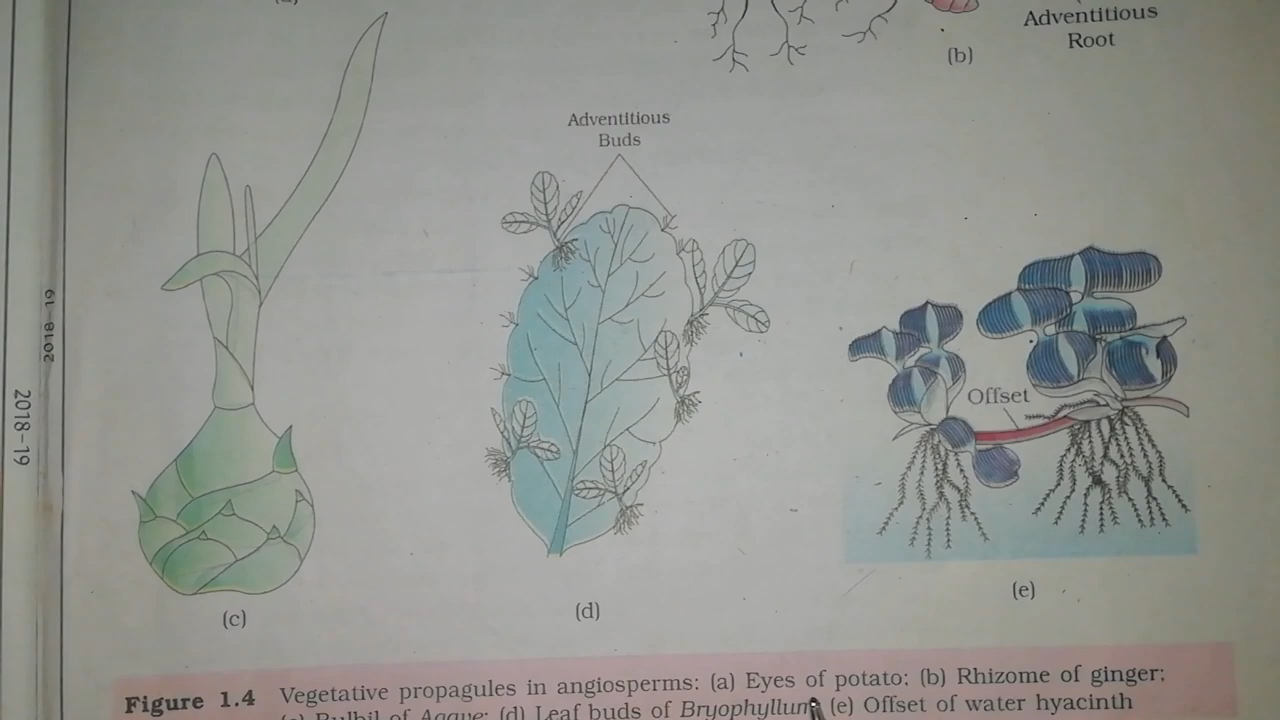 Adventitious
Root
(b)
Adventitious
Buds
Offset
(c)
(d)
(e)
2018-19
2018-19
Figure 1.4 Vegetative propagules in angiosperms: (a) Eyes of potato; (b) Rhizome of ginger;
(c) Bulbil of Agave; (d) Leaf buds of Bryophyllum (e) Offset of water hyacinth